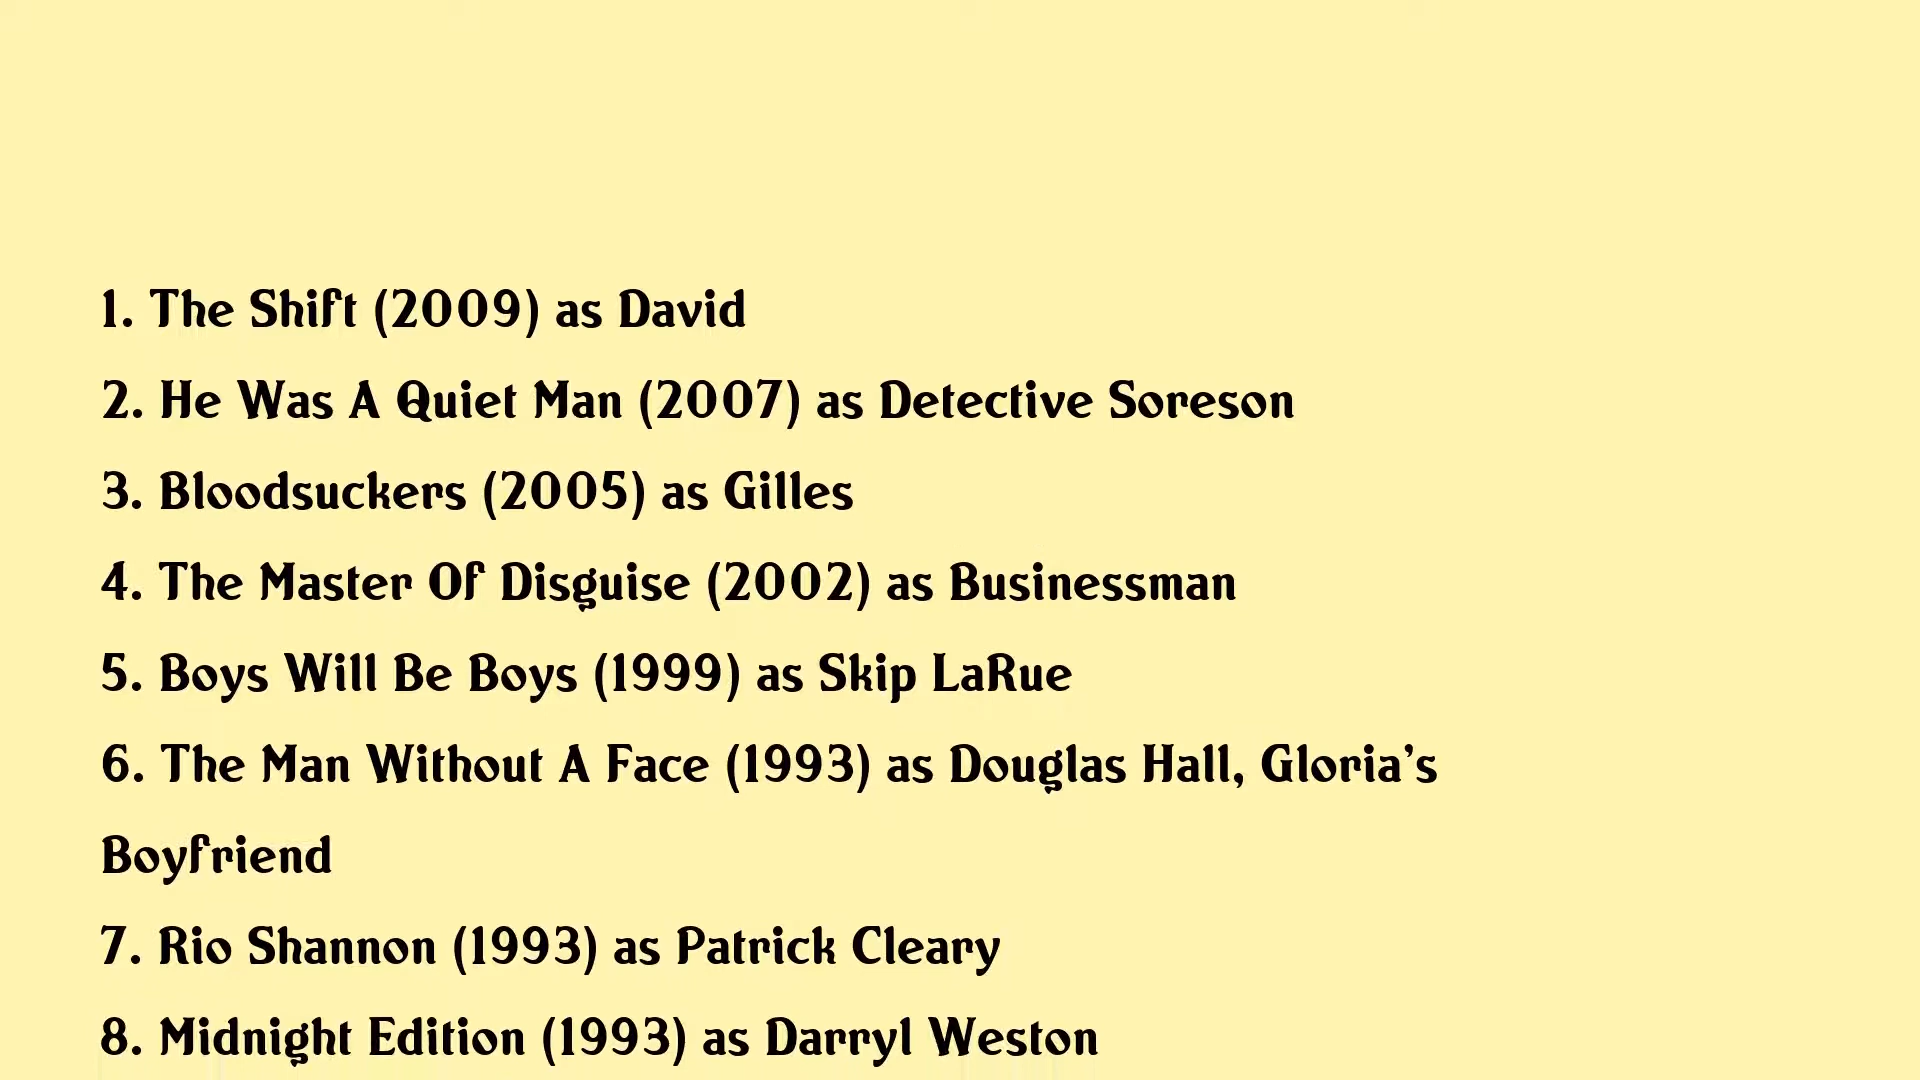 1. The Shift (2009) as David
2. He Was A Quiet Man (2007) as Detective Soreson
3. Bloodsuckers (2005) as Gilles
4. The Master Of Disguise (2002) as Businessman
5. Boys Will Be Boys (1999) as Skip LaRue
6. The Man Without A Face (1993) as Douglas Hall, Gloria's
Boyfriend
7. Rio Shannon (1993) as Patrick Cleary
8. Midnight Edition (1993) as Darryl Weston